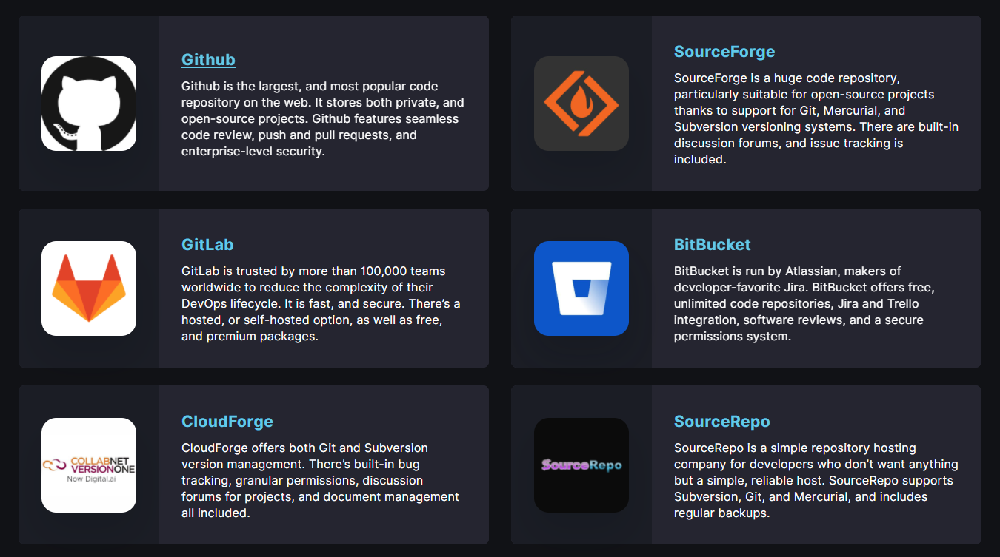 Github
Github is the largest, and most popular code
repository on the web. It stores both private, and
open-source projects. Github features seamless
code review, push and pull requests, and
enterprise-level security.
SourceForge
SourceForge is a huge code repository,
particularly suitable for open-source projects
thanks to support for Git, Mercurial, and
Subversion versioning systems. There are built-in
discussion forums, and issue tracking is
included.
GitLab
GitLab is trusted by more than 100,000 teams
worldwide to reduce the complexity of their
DevOps lifecycle. It is fast, and secure. There’s a
hosted, or self-hosted option, as well as free,
and premium packages.
BitBucket
BitBucket is run by Atlassian, makers of
developer-favorite Jira. BitBucket offers free,
unlimited code repositories, Jira and Trello
integration, software reviews, and a secure
permissions system.
COLLABNET
VERSIONONE
Now Digital.ai
CloudForge
CloudForge offers both Git and Subversion
version management. There’s built-in bug
tracking, granular permissions, discussion
forums for projects, and document management
all included.
SourceRepo
SourceRepo
SourceRepo is a simple repository hosting
company for developers who don’t want anything
but a simple, reliable host. SourceRepo supports
Subversion, Git, and Mercurial, and includes
regular backups.